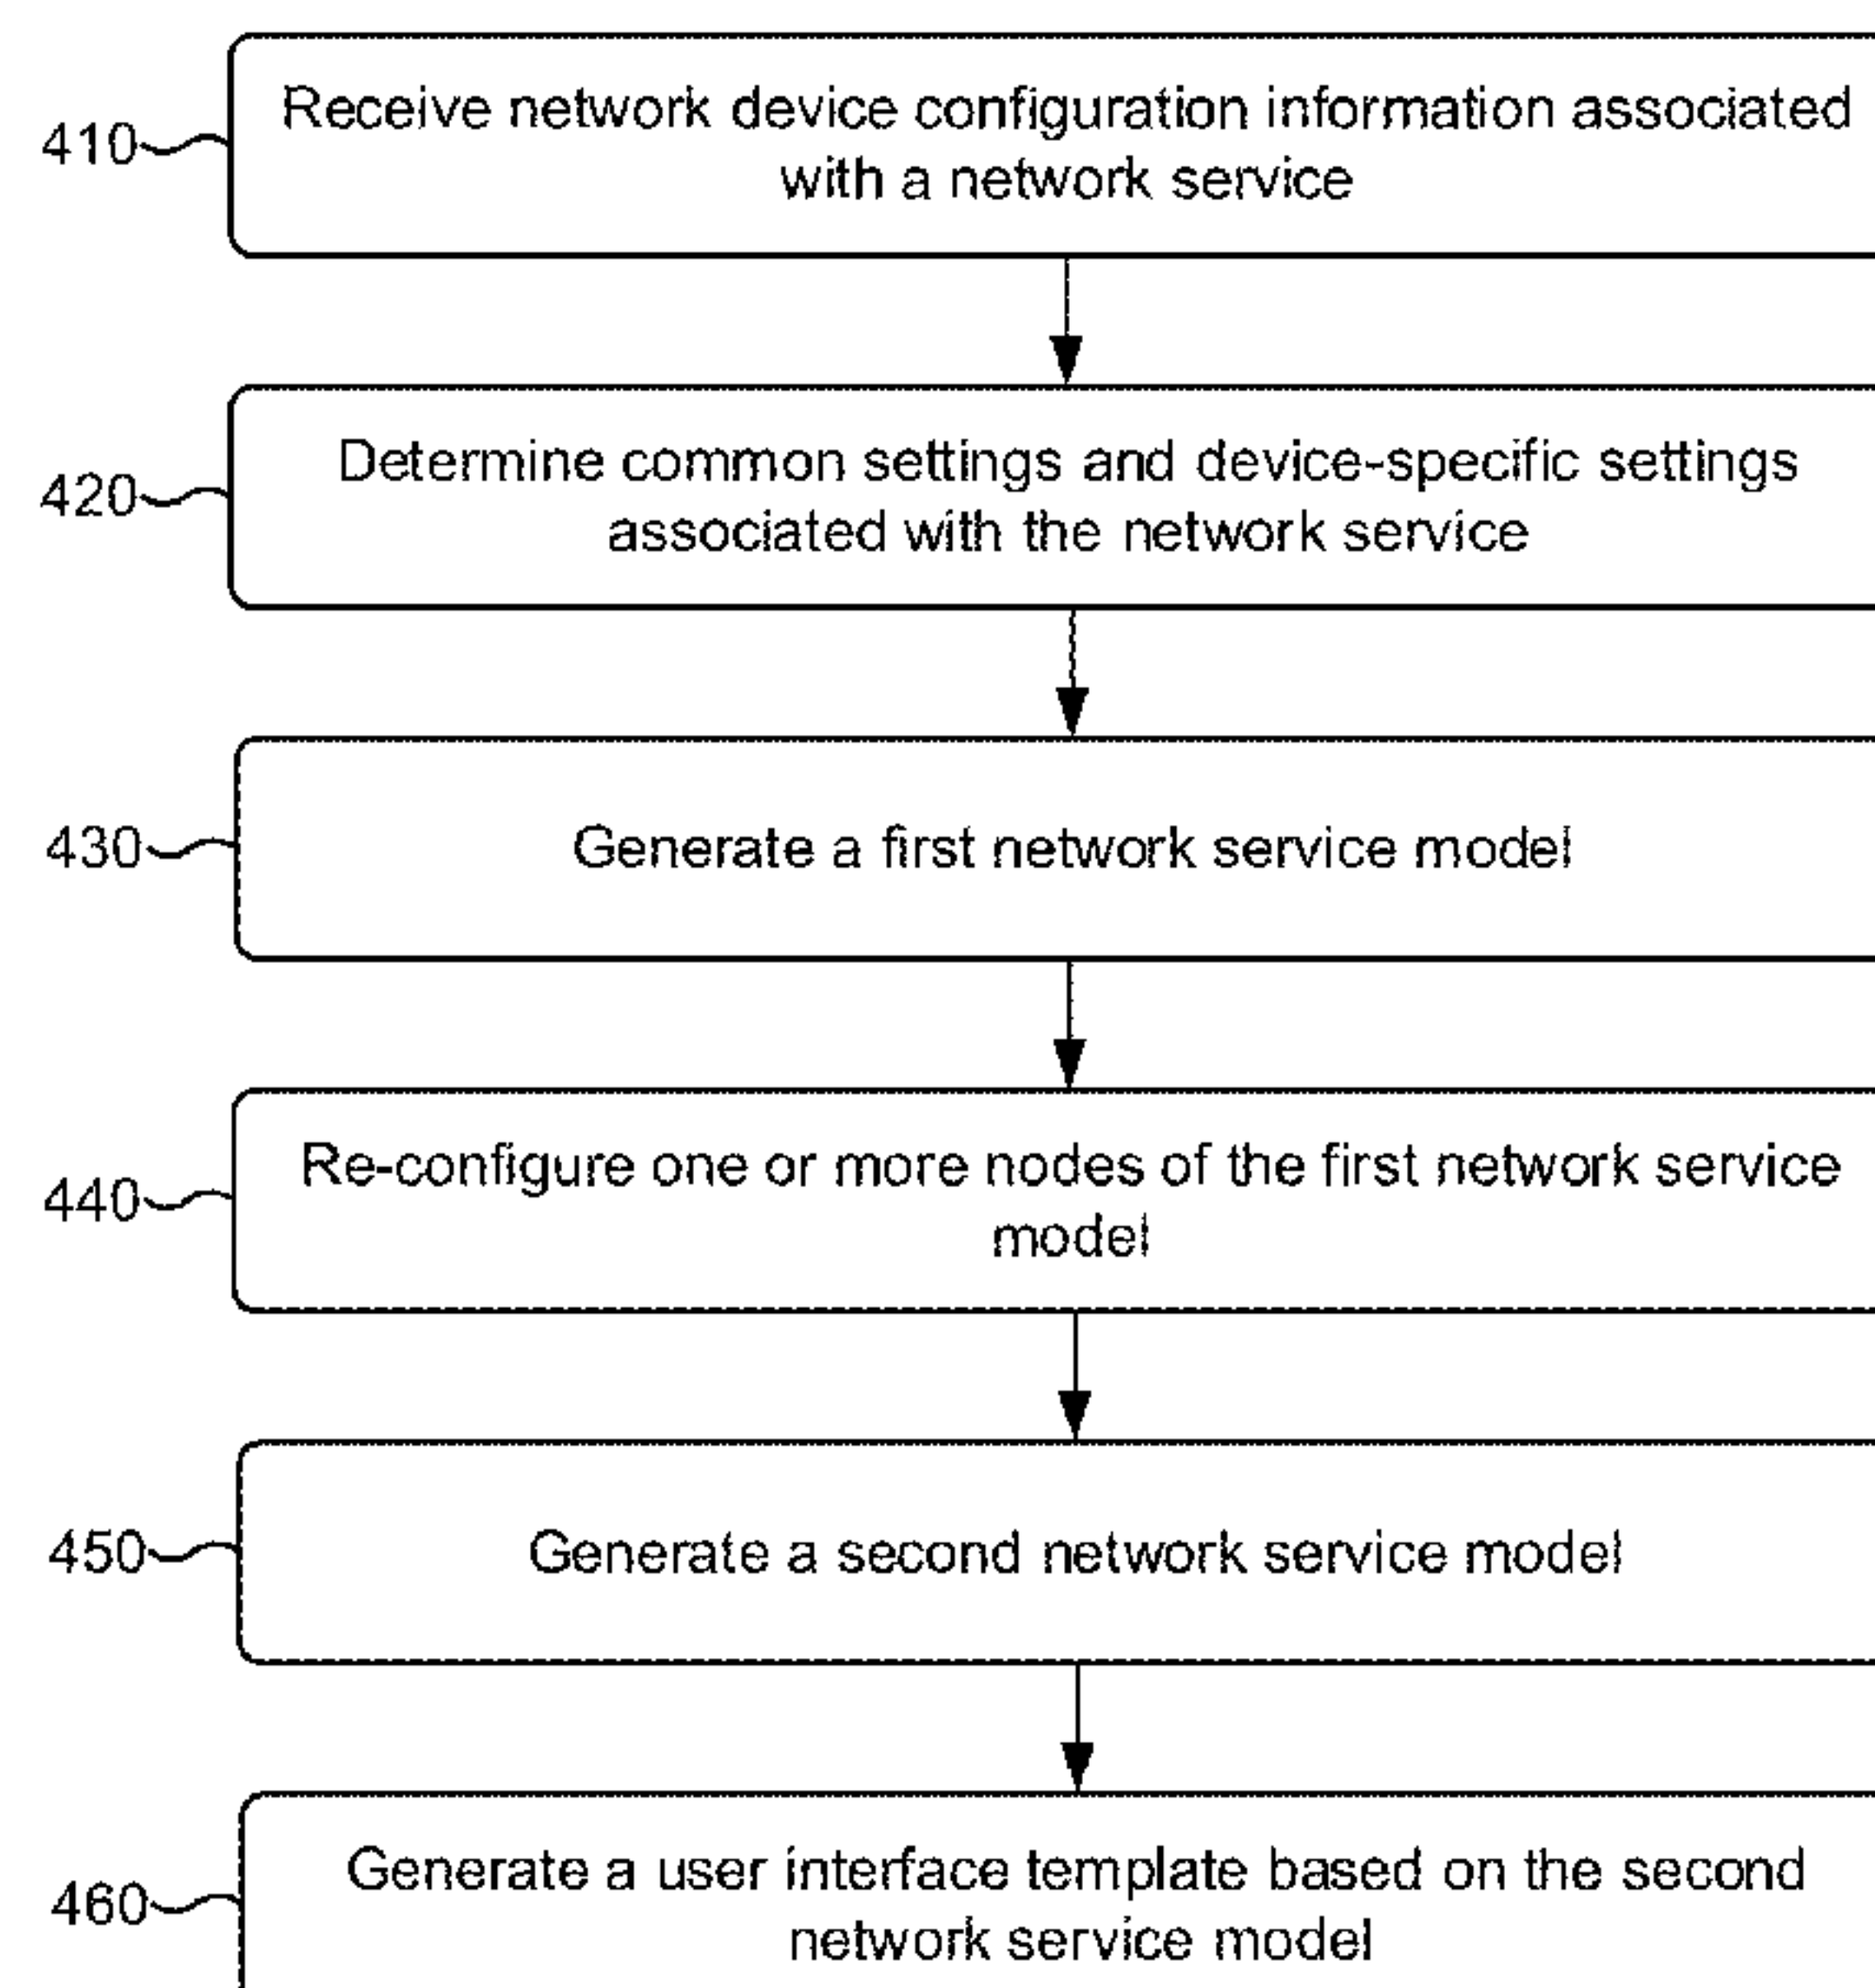 410
Receive network device configuration information associated
with a network service
420
Determine common settings and device-specific settings
associated with the network service
430
Generate a first network service model
440
Re-configure one or more nodes of the first network service
model
450
Generate a second network service model
460
Generate a user interface template based on the second
network service model